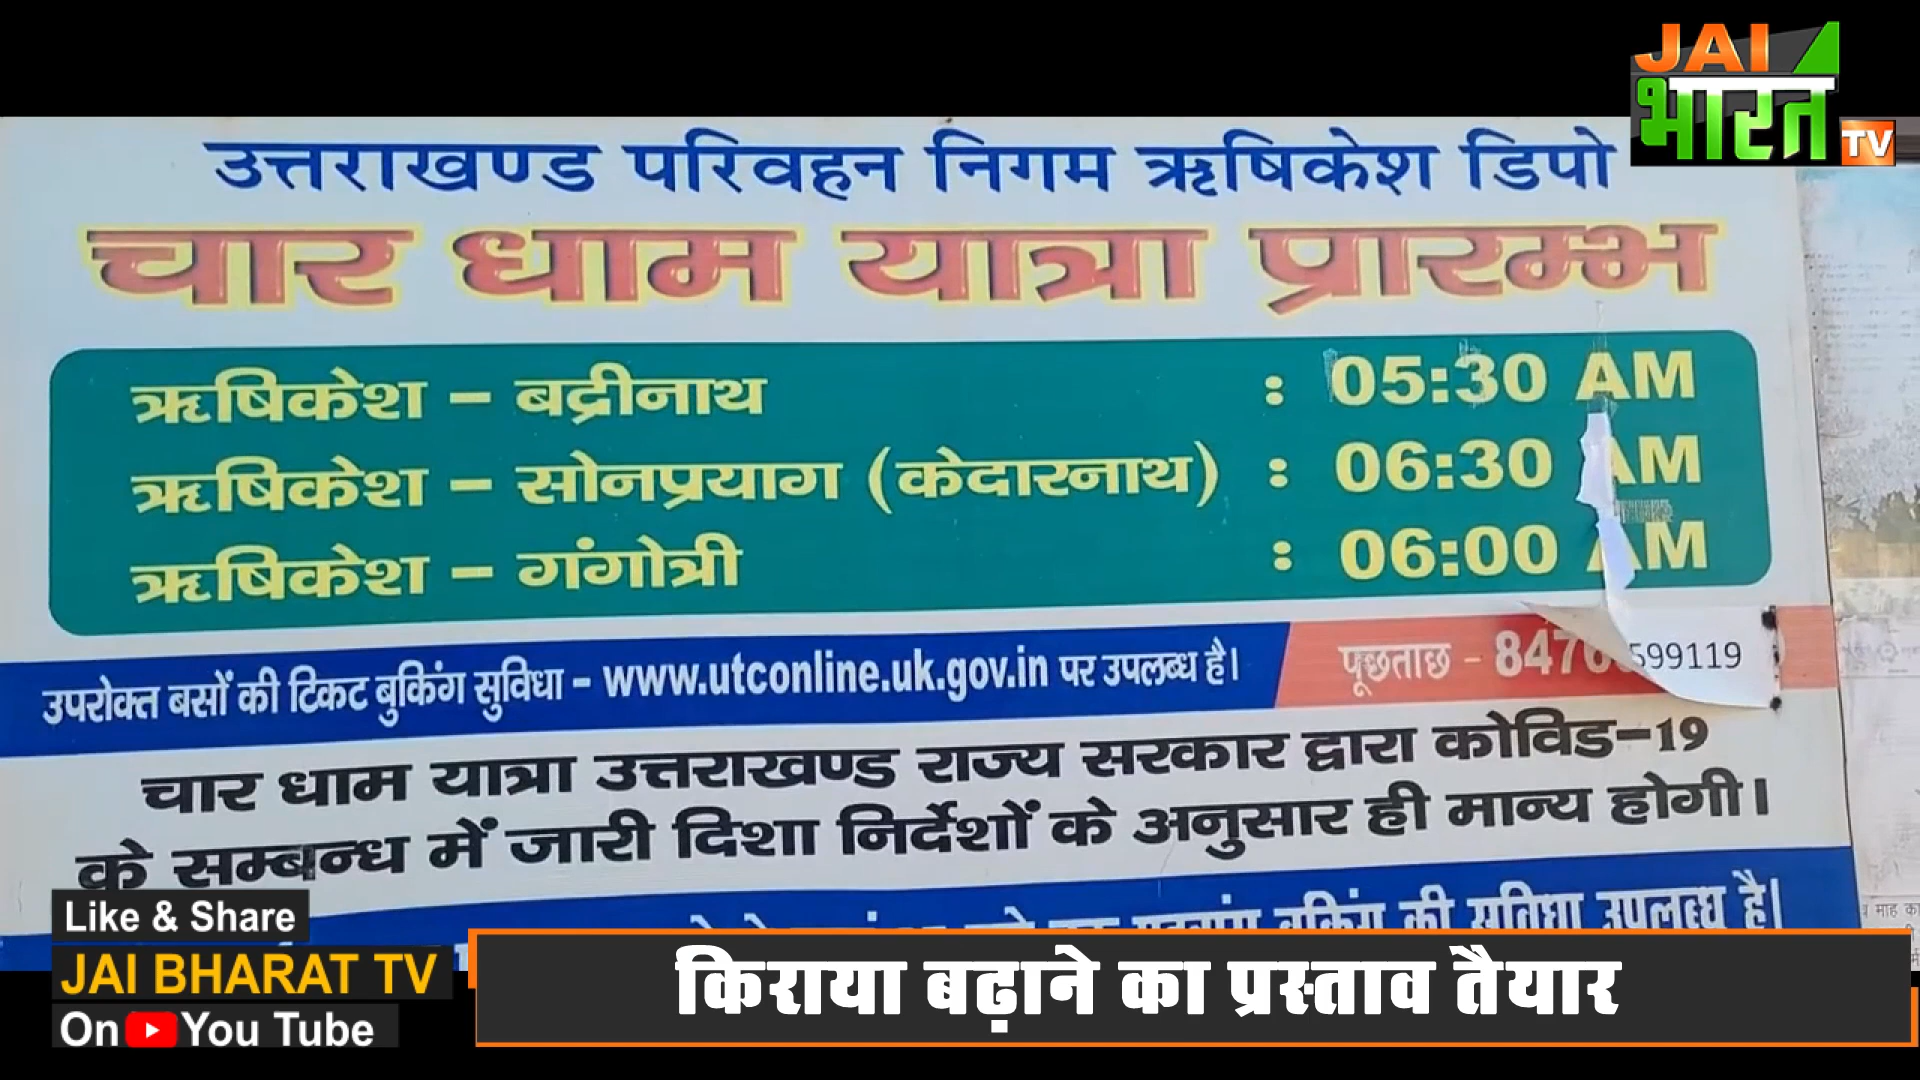 JAI
भारत TV
उत्तराखण्ड परिवहन निगम ऋषिकेश डिपो
चार धाम यात्रा प्रारम्भ
ऋषिकेश – बद्रीनाथ : 05:30 AM
ऋषिकेश – सोनप्रयाग (केदारनाथ) : 06:30 AM
ऋषिकेश – गंगोत्री : 06:00 AM
उपरोक्त बसों की टिकट बुकिंग सुविधा – www.utconline.uk.gov.in पर उपलब्ध है। पूछताछ - 599119
चार धाम यात्रा उत्तराखण्ड राज्य सरकार द्वारा कोविड–19
के सम्बन्ध में जारी दिशा निर्देशों के अनुसार ही मान्य होगी।
बुकिंग की सुविधा उपलब्ध है।
Like & Share
JAI BHARAT TV
On You Tube
किराया बढ़ाने का प्रस्ताव तैयार